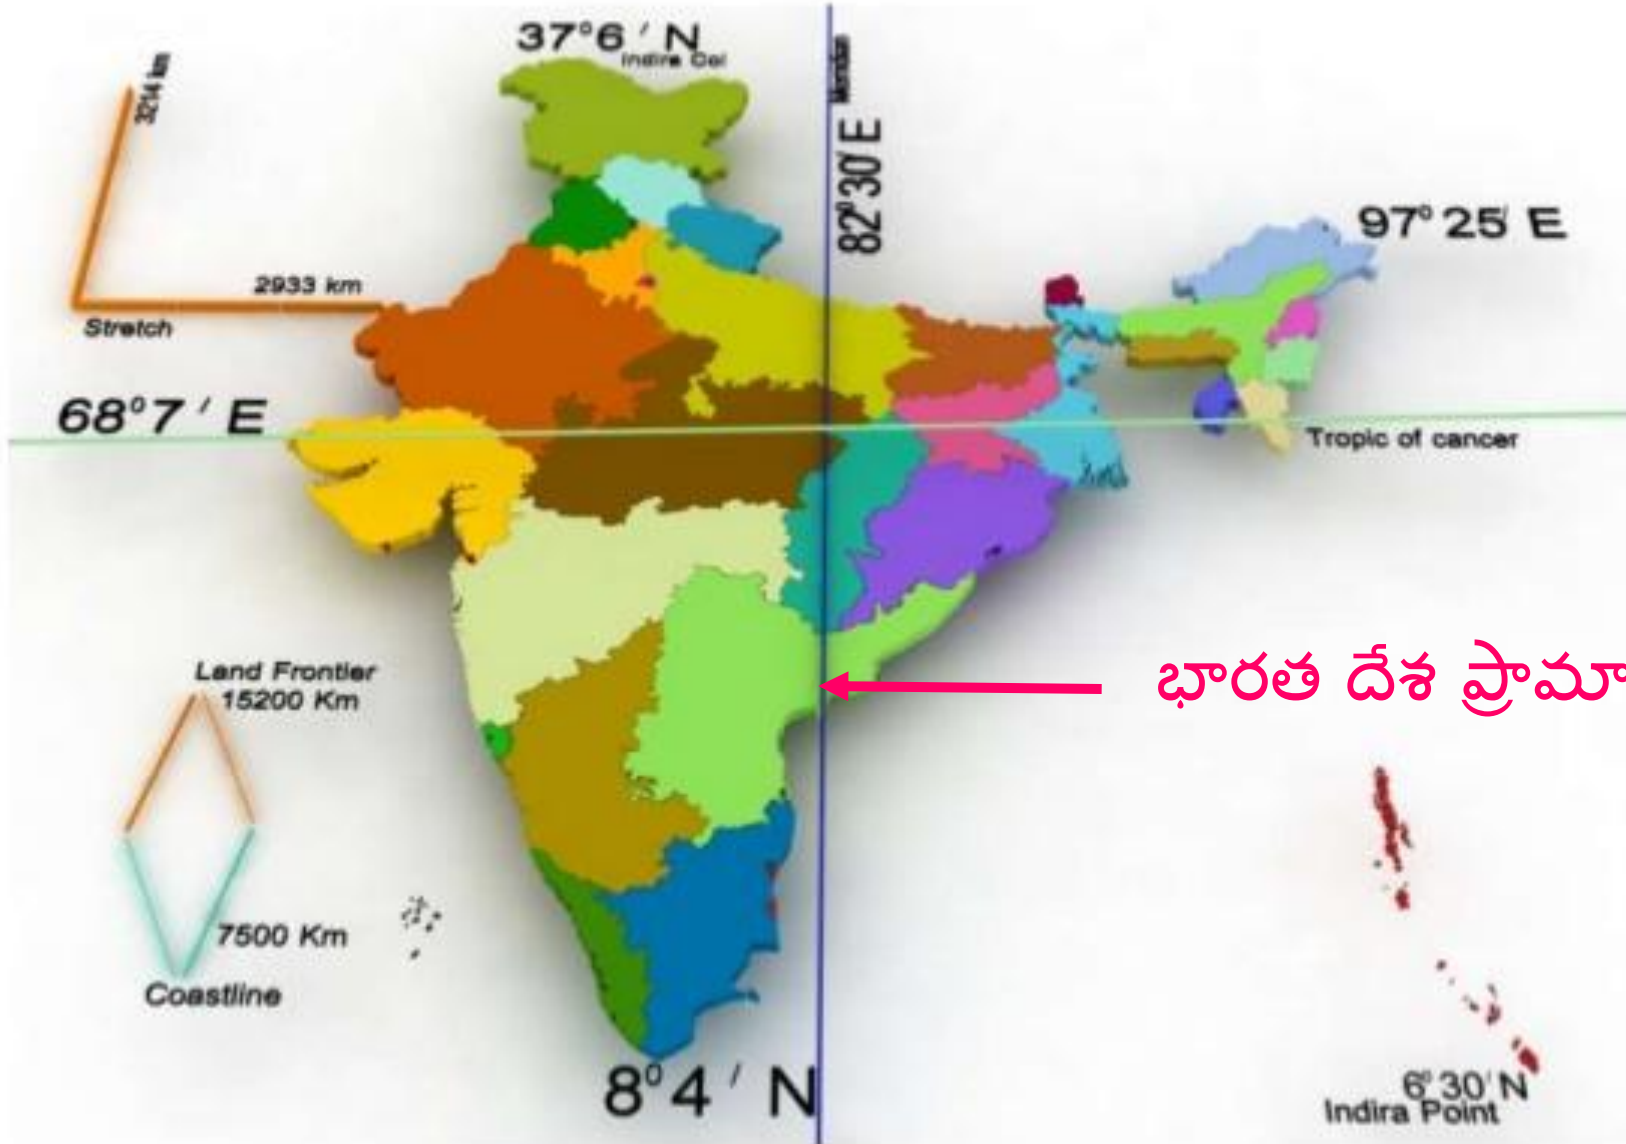 37°6 ' N
Indira Col
3214 km
Meridian
82°30' E
97° 25' E
2933 km
Stretch
68°7 ' E
Tropic of cancer
భారత దేశ ప్రామా
Land Frontier
15200 Km
7500 Km
Coastline
8°4 ' N
6°30' N
Indira Point